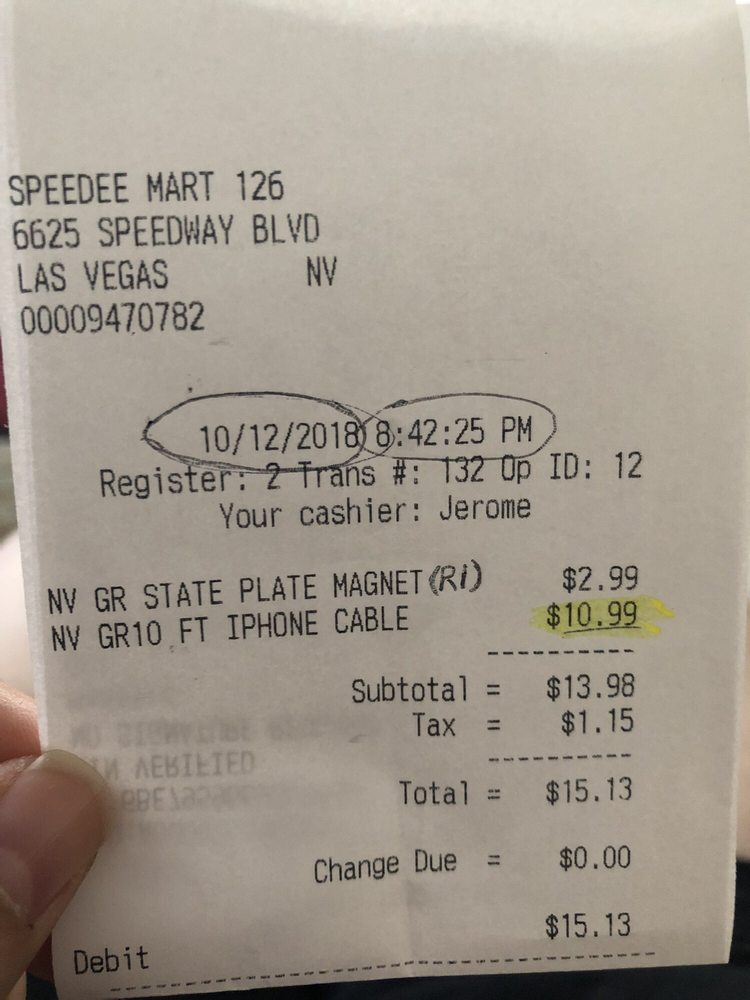 SPEEDEE MART 126
6625 SPEEDWAY BLVD
LAS VEGAS NV
00009470782
10/12/2018 8:42:25 PM
Register: 2 Trans #: 132 Op ID: 12
Your cashier: Jerome
NV GR STATE PLATE MAGNET (RI) $2.99
NV GR10 FT IPHONE CABLE $10.99
Subtotal = $13.98
Tax = $1.15
Total = $15.13
Change Due = $0.00
$15.13
Debit